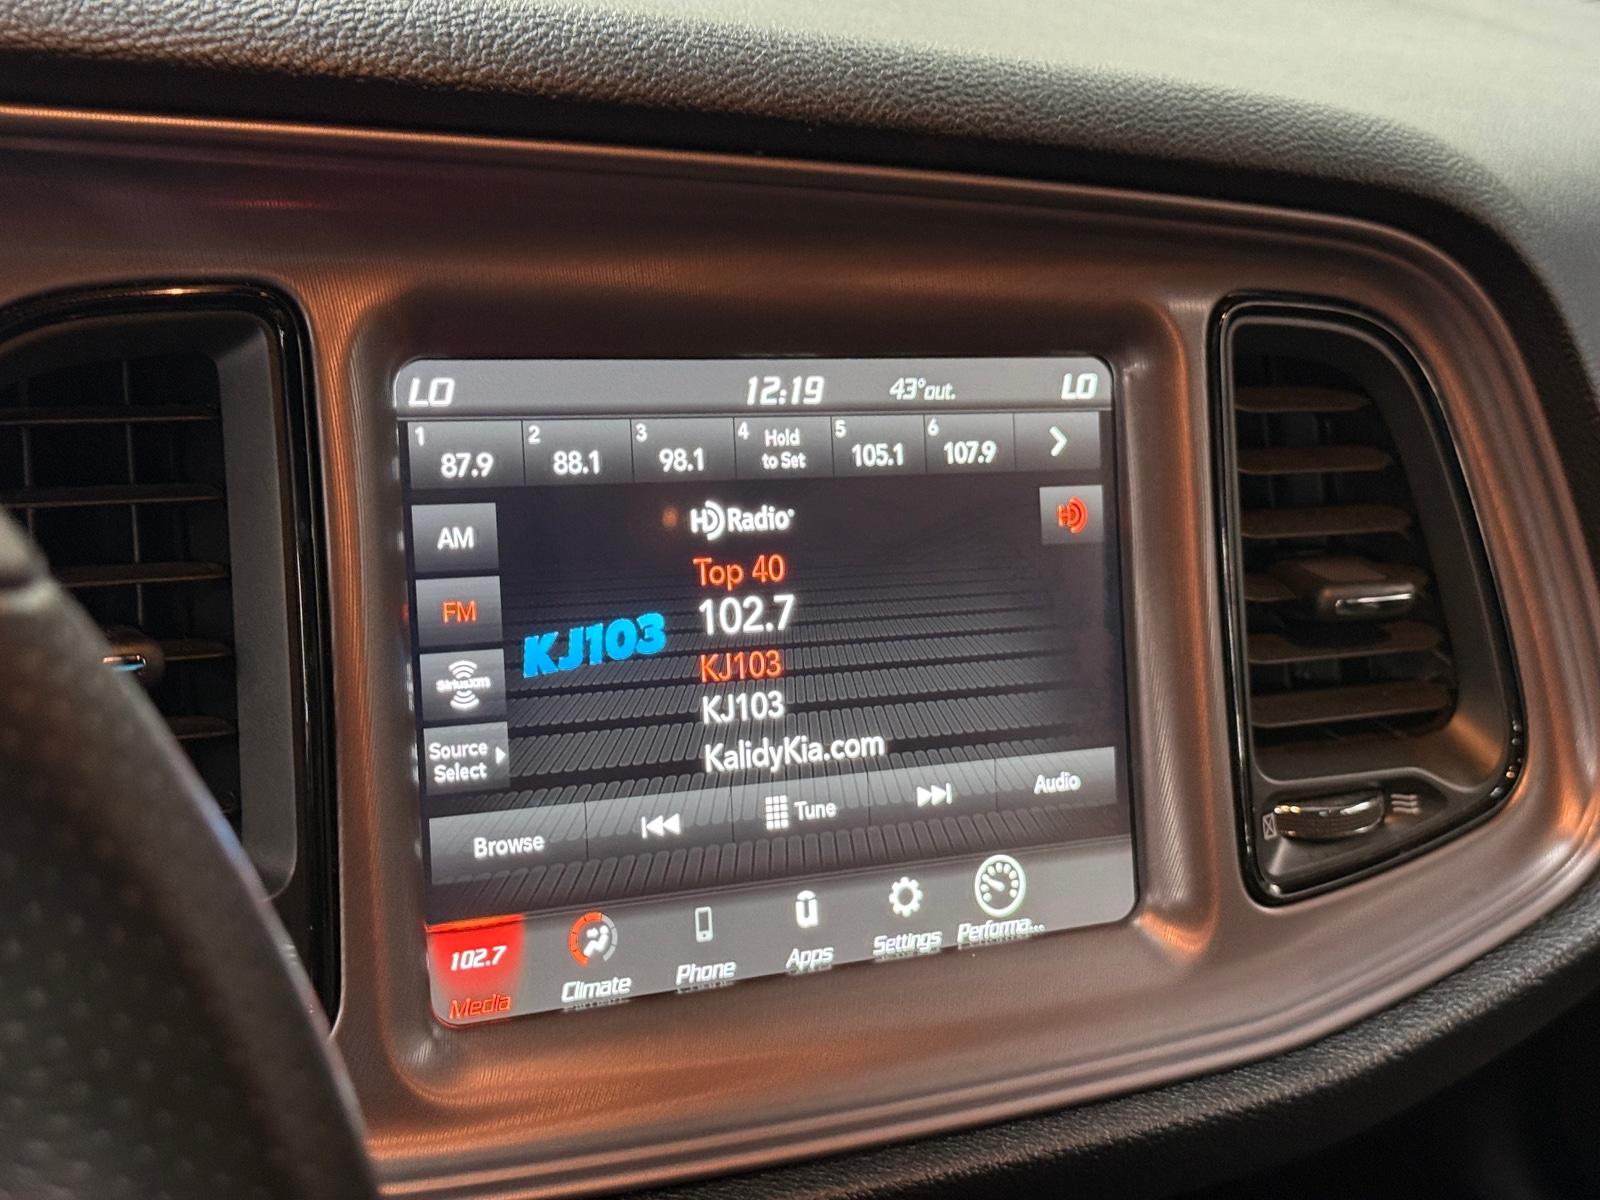 LO 12:19 43°out. LO
1 87.9 2 88.1 3 98.1 4 Hold to Set 5 105.1 6 107.9
HD Radio
AM
Top 40
FM
102.7
KJ103
KJ103
SiriusXM
KJ103
Source Select
KalidyKia.com
Browse Tune Audio
102.7
Media Climate Phone Apps Settings Performa...